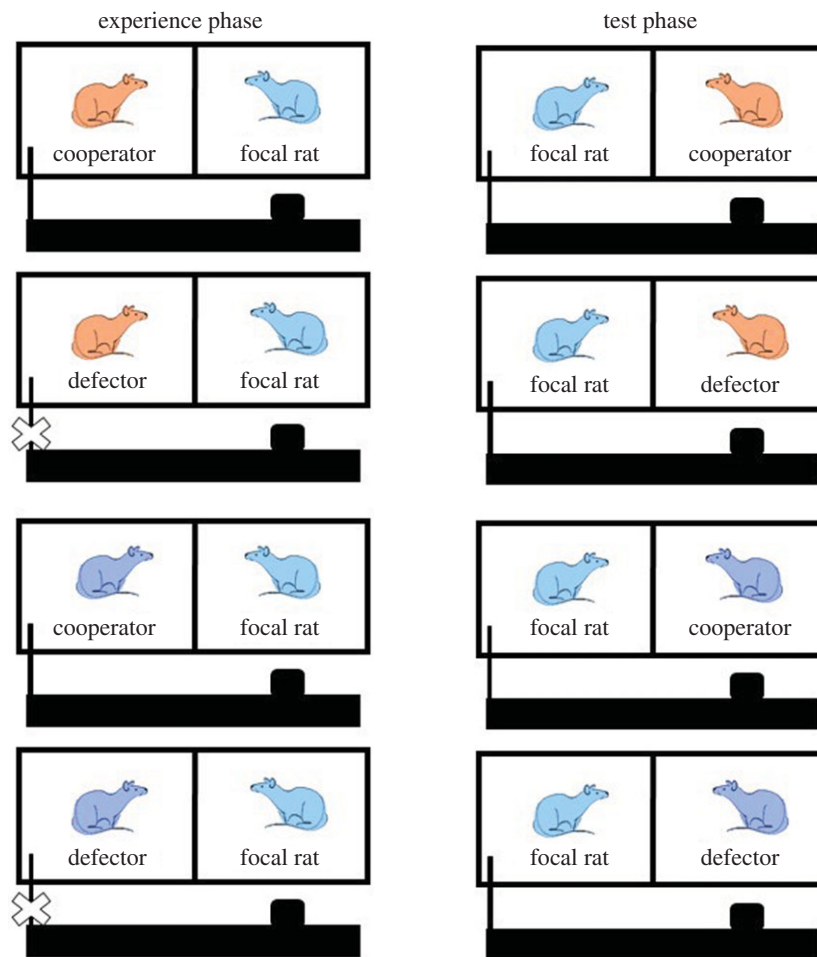 experience phase
test phase
cooperator
focal rat
focal rat
cooperator
defector
focal rat
focal rat
defector
cooperator
focal rat
focal rat
cooperator
defector
focal rat
focal rat
defector